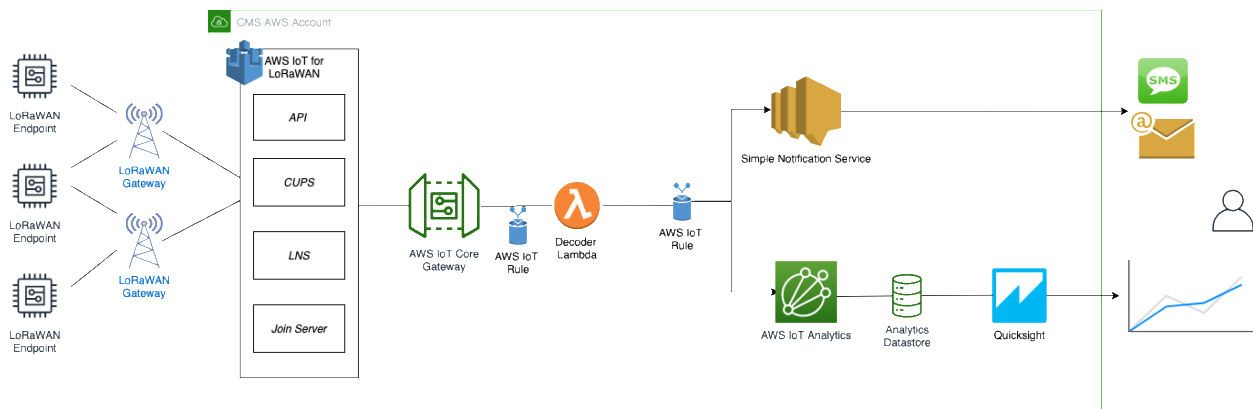 CMS AWS Account
LoRaWAN
Endpoint
LoRaWAN
Endpoint
LoRaWAN
Endpoint
LoRaWAN
Gateway
LoRaWAN
Gateway
AWS IoT for
LoRaWAN
API
CUPS
LNS
Join Server
AWS IoT Core
Gateway
AWS IoT
Rule
λ
Decoder
Lambda
AWS IoT
Rule
Simple Notification Service
SMS
@
AWS IoT Analytics
Analytics
Datastore
Quicksight